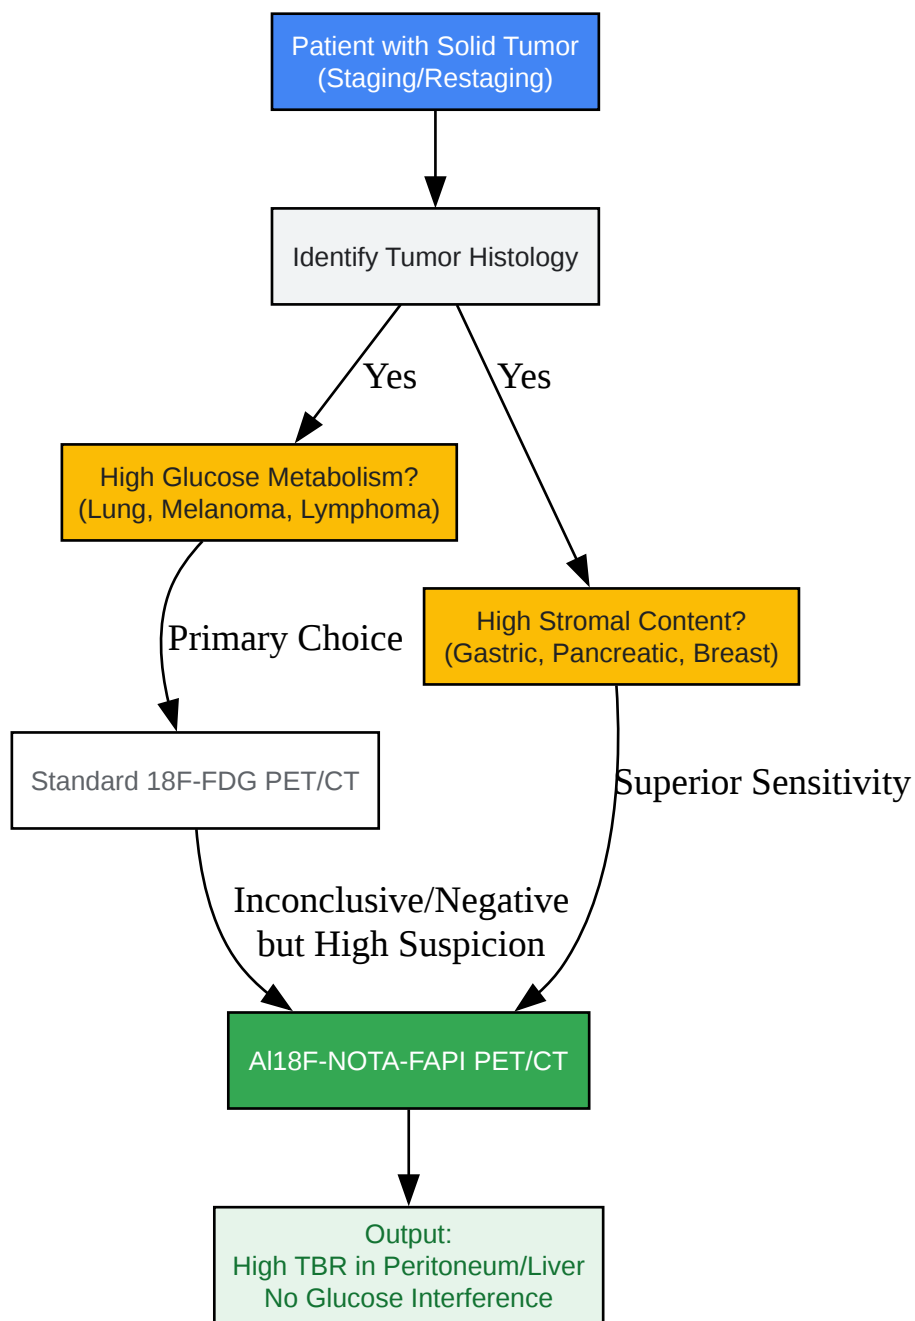 Patient with Solid Tumor
(Staging/Restaging)
Identify Tumor Histology
Yes
Yes
High Glucose Metabolism?
(Lung, Melanoma, Lymphoma)
High Stromal Content?
(Gastric, Pancreatic, Breast)
Primary Choice
Standard 18F-FDG PET/CT
Superior Sensitivity
Inconclusive/Negative
but High Suspicion
Al18F-NOTA-FAPI PET/CT
Output:
High TBR in Peritoneum/Liver
No Glucose Interference